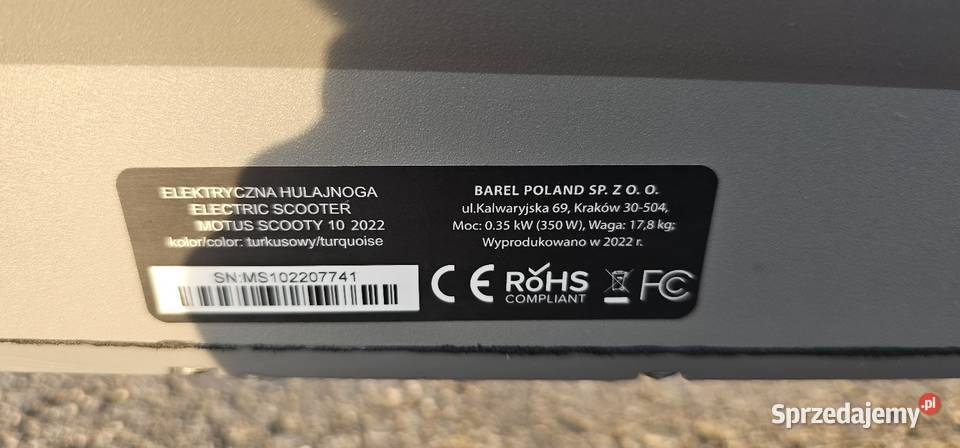 ELEKTRYCZNA HULAJNOGA
ELECTRIC SCOOTER
MOTUS SCOOTY 10 2022
kolor/color: turkusowy/turquoise
SN:MS102207741
BAREL POLAND SP. Z O. O.
ul.Kalwaryjska 69, Kraków 30-504,
Moc: 0.35 kW (350 W), Waga: 17,8 kg;
Wyprodukowano w 2022 r.
CE RoHS FC
COMPLIANT
Sprzedajemy.pl